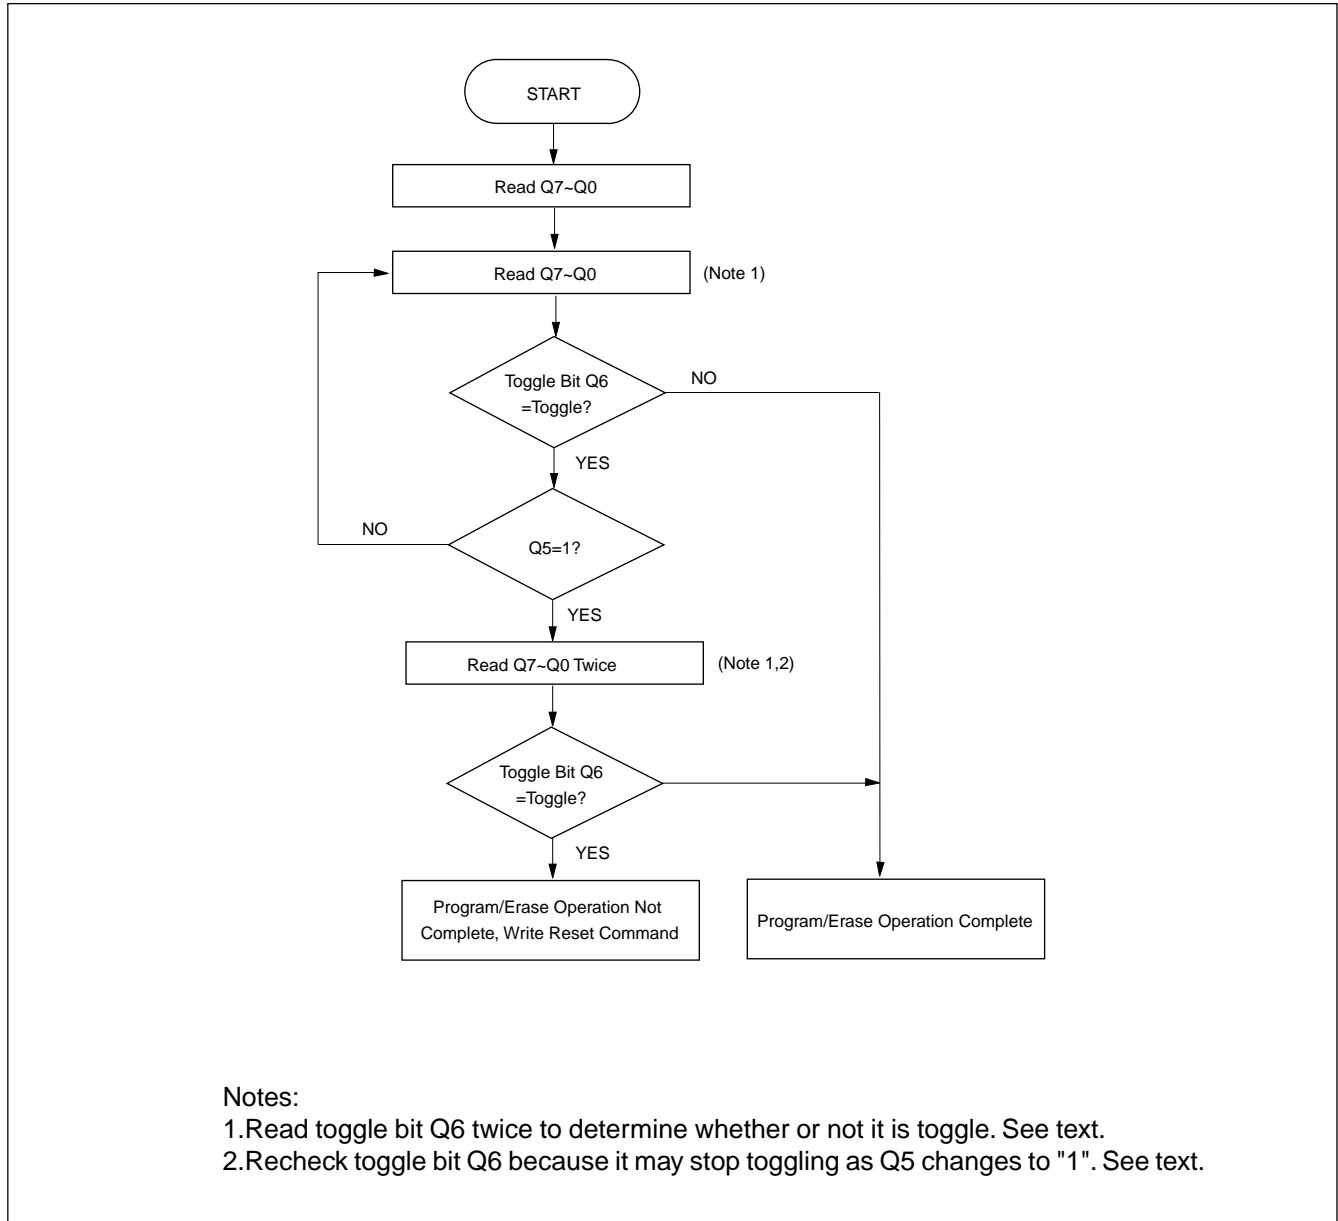 START
Read Q7~Q0
Read Q7~Q0
(Note 1)
Toggle Bit Q6
=Toggle?
NO
YES
NO
Q5=1?
YES
Read Q7~Q0 Twice
(Note 1,2)
Toggle Bit Q6
=Toggle?
YES
Program/Erase Operation Not
Complete, Write Reset Command
Program/Erase Operation Complete
Notes:
1.Read toggle bit Q6 twice to determine whether or not it is toggle. See text.
2.Recheck toggle bit Q6 because it may stop toggling as Q5 changes to "1". See text.